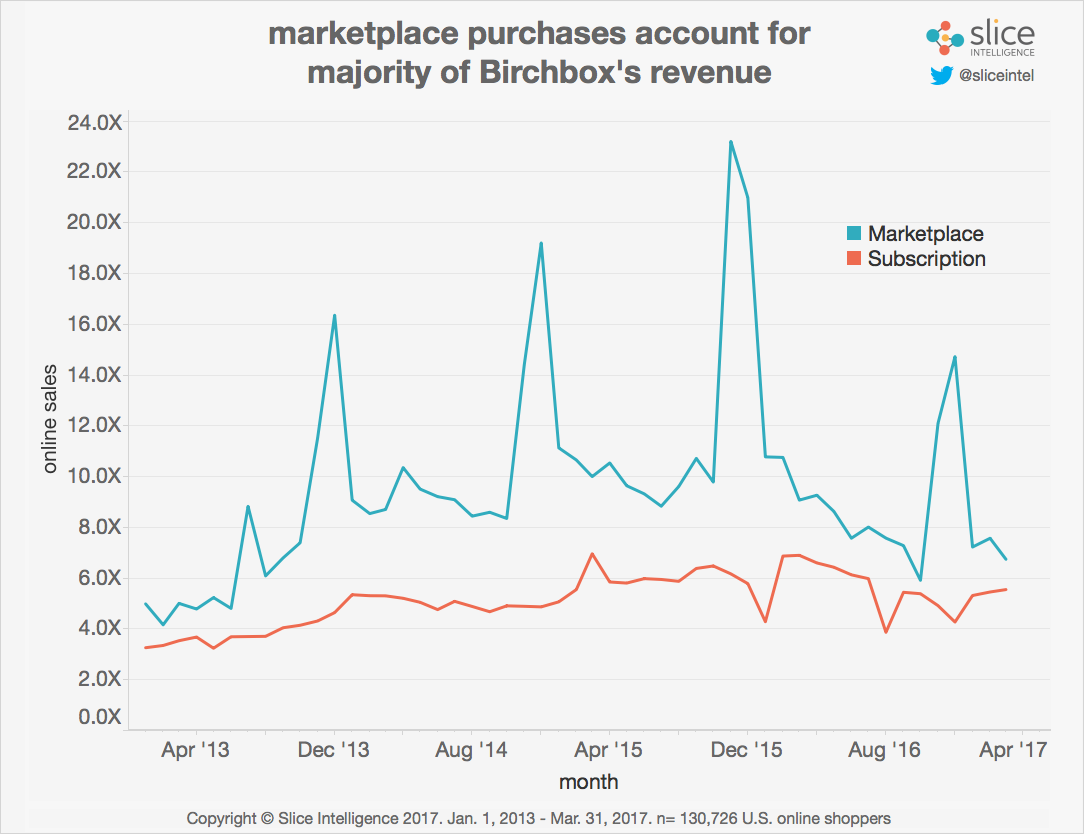 marketplace purchases account for
majority of Birchbox's revenue
slice
INTELLIGENCE
@sliceintel
24.0X
22.0X
20.0X
18.0X
16.0X
14.0X
12.0X
10.0X
8.0X
6.0X
4.0X
2.0X
0.0X
online sales
Marketplace
Subscription
Apr '13 Dec '13 Aug '14 Apr '15 Dec '15 Aug '16 Apr '17
month
Copyright © Slice Intelligence 2017. Jan. 1, 2013 - Mar. 31, 2017. n= 130,726 U.S. online shoppers